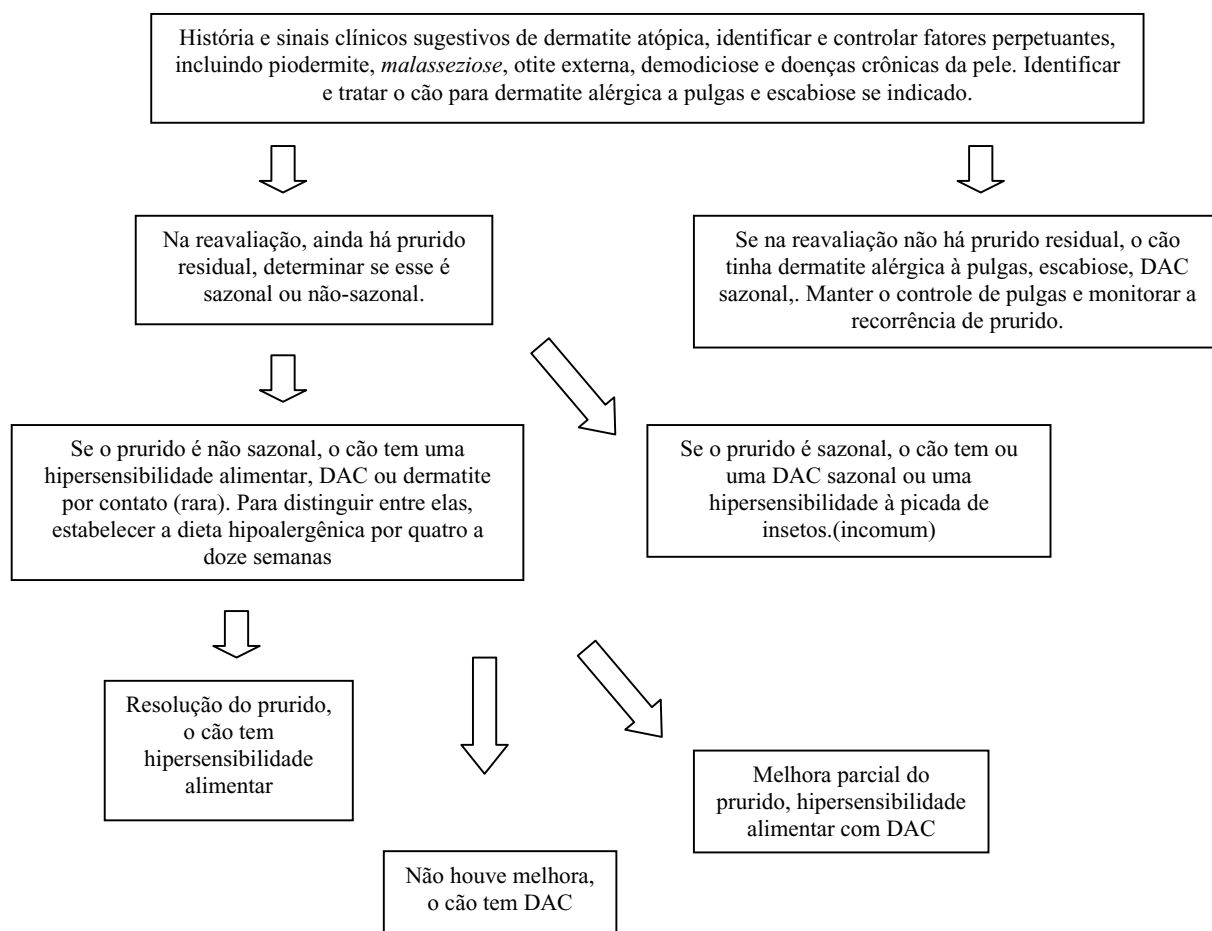 História e sinais clínicos sugestivos de dermatite atópica, identificar e controlar fatores perpetuantes,
incluindo piodermite, malasseziose, otite externa, demodiciose e doenças crônicas da pele. Identificar
e tratar o cão para dermatite alérgica a pulgas e escabiose se indicado.
Na reavaliação, ainda há prurido
residual, determinar se esse é
sazonal ou não-sazonal.
Se na reavaliação não há prurido residual, o cão
tinha dermatite alérgica à pulgas, escabiose, DAC
sazonal,. Manter o controle de pulgas e monitorar a
recorrência de prurido.
Se o prurido é não sazonal, o cão tem uma
hipersensibilidade alimentar, DAC ou dermatite
por contato (rara). Para distinguir entre elas,
estabelecer a dieta hipoalergênica por quatro a
doze semanas
Se o prurido é sazonal, o cão tem ou
uma DAC sazonal ou uma
hipersensibilidade à picada de
insetos.(incomum)
Resolução do prurido,
o cão tem
hipersensibilidade
alimentar
Melhora parcial do
prurido, hipersensibilidade
alimentar com DAC
Não houve melhora,
o cão tem DAC